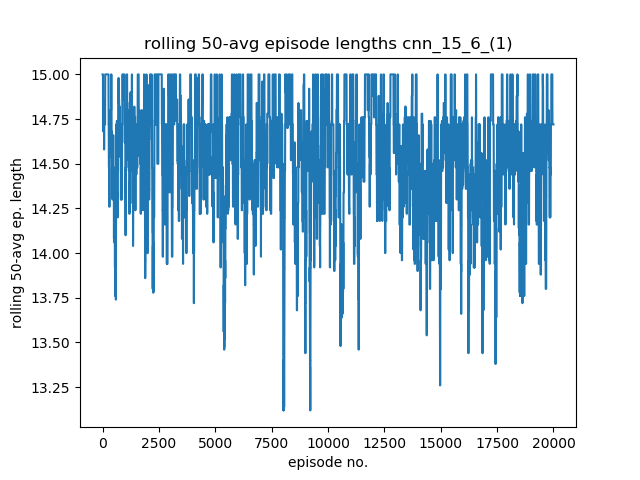 rolling 50-avg episode lengths cnn_15_6_(1)
rolling 50-avg ep. length
15.00
14.75
14.50
14.25
14.00
13.75
13.50
13.25
0 2500 5000 7500 10000 12500 15000 17500 20000
episode no.